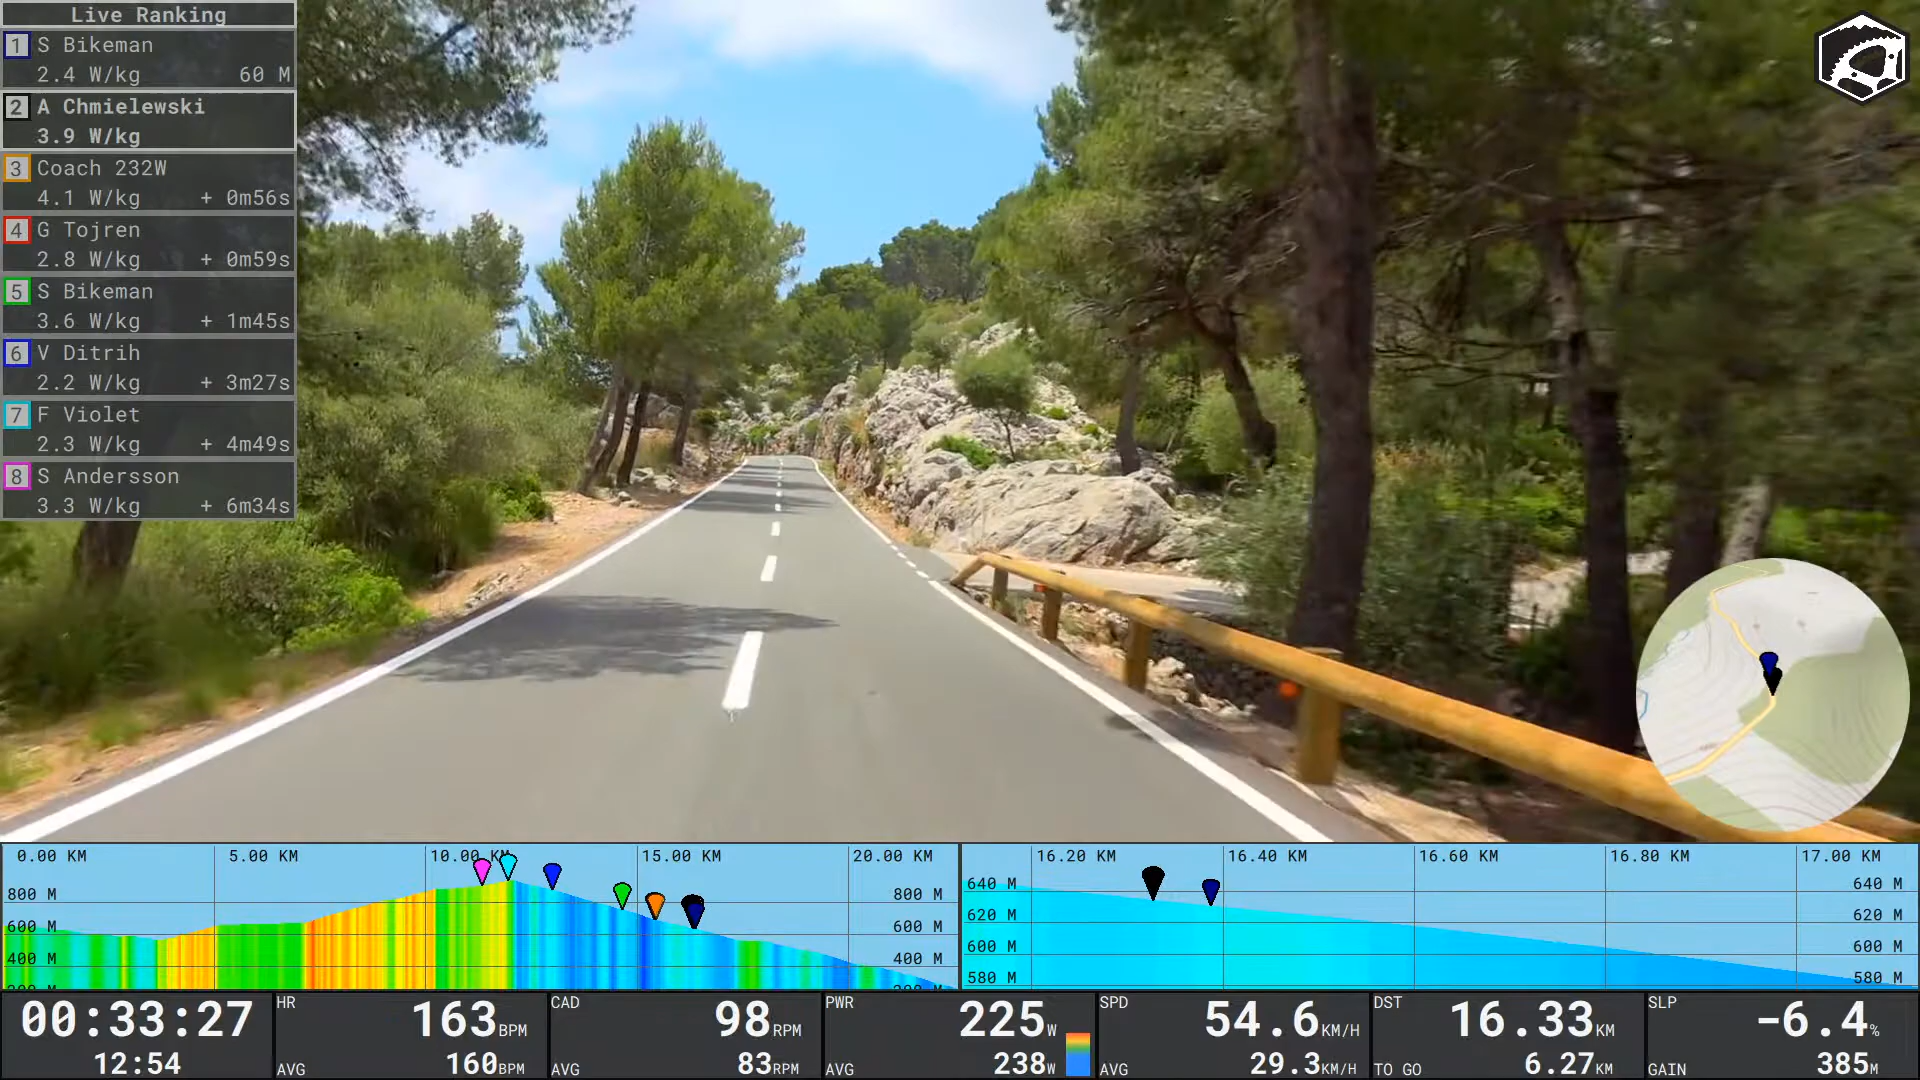 Live Ranking
1 S Bikeman
2.4 W/kg 60 M
2 A Chmielewski
3.9 W/kg
3 Coach 232W
4.1 W/kg + 0m56s
4 G Tojren
2.8 W/kg + 0m59s
5 S Bikeman
3.6 W/kg + 1m45s
6 V Ditrih
2.2 W/kg + 3m27s
7 F Violet
2.3 W/kg + 4m49s
8 S Andersson
3.3 W/kg + 6m34s
0.00 KM 5.00 KM 10.00 KM 15.00 KM 20.00 KM
800 M 800 M
600 M 600 M
400 M 400 M
200 M 200 M
16.20 KM 16.40 KM 16.60 KM 16.80 KM 17.00 KM
640 M 640 M
620 M 620 M
600 M 600 M
580 M 580 M
00:33:27
12:54
HR 163 BPM
AVG 160 BPM
CAD 98 RPM
AVG 83 RPM
PWR 225 W
AVG 238 W
SPD 54.6 KM/H
AVG 29.3 KM/H
DST 16.33 KM
TO GO 6.27 KM
SLP -6.4 %
GAIN 385 M